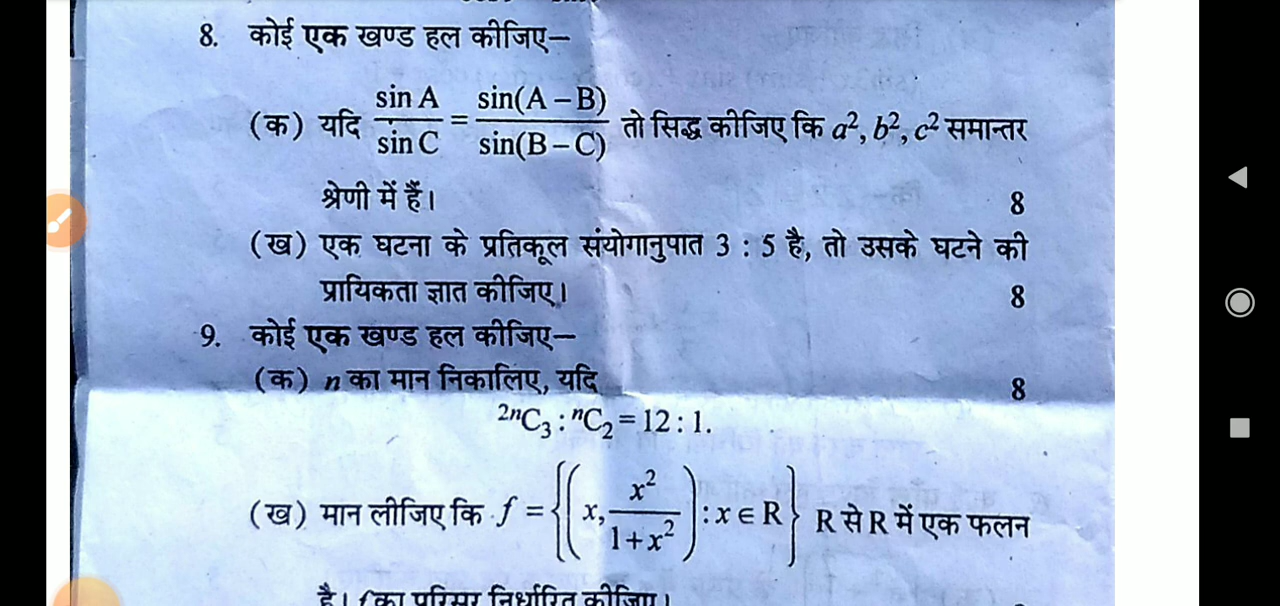 8. कोई एक खण्ड हल कीजिए–
(क) यदि sin A / sin C = sin(A – B) / sin(B – C) तो सिद्ध कीजिए कि a², b², c² समान्तर
श्रेणी में हैं। 8
(ख) एक घटना के प्रतिकूल संयोगानुपात 3 : 5 है, तो उसके घटने की
प्रायिकता ज्ञात कीजिए। 8
9. कोई एक खण्ड हल कीजिए–
(क) n का मान निकालिए, यदि 8
²ⁿC₃ : ⁿC₂ = 12 : 1.
(ख) मान लीजिए कि f = {(x, x² / 1+x²) : x ∈ R} R से R में एक फलन
है। f का परिसर निर्धारित कीजिए।